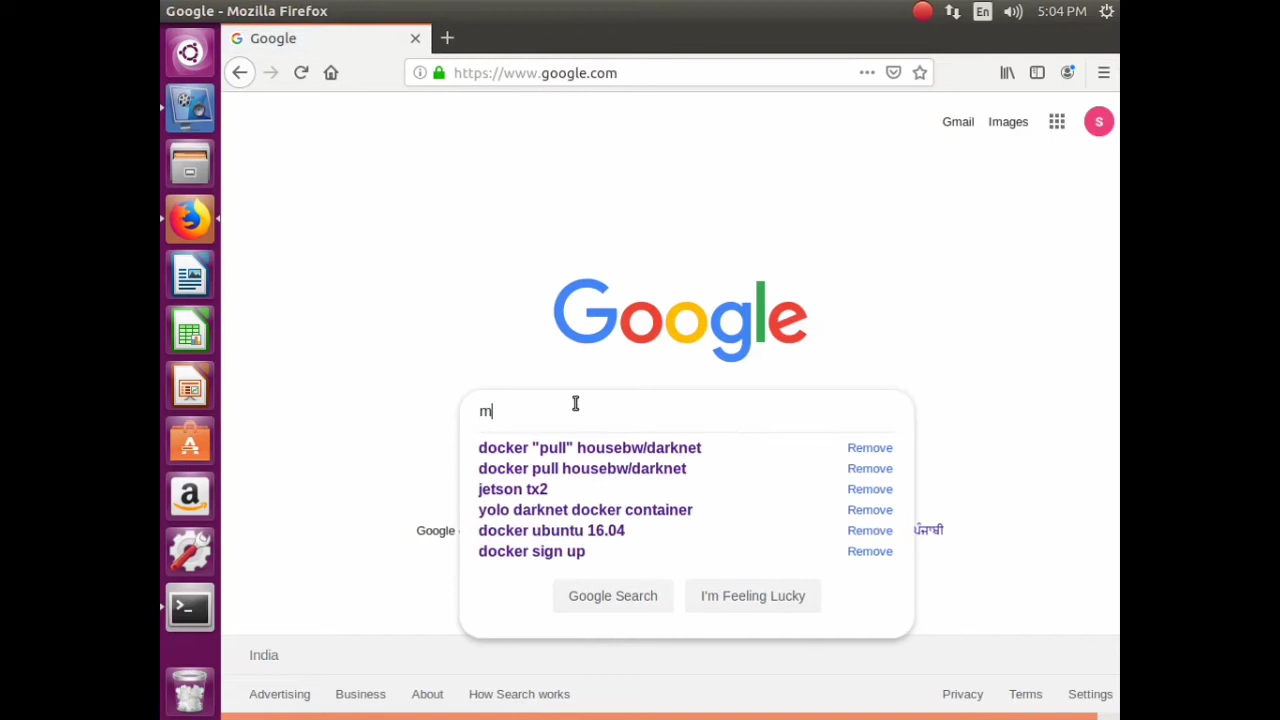 Google - Mozilla Firefox
En
5:04 PM
Google
https://www.google.com
Gmail
Images
S
Google
m
docker "pull" housebw/darknet
Remove
docker pull housebw/darknet
Remove
jetson tx2
Remove
yolo darknet docker container
Remove
docker ubuntu 16.04
Remove
docker sign up
Remove
Google
ਪੰਜਾਬੀ
Google Search
I'm Feeling Lucky
India
Advertising
Business
About
How Search works
Privacy
Terms
Settings